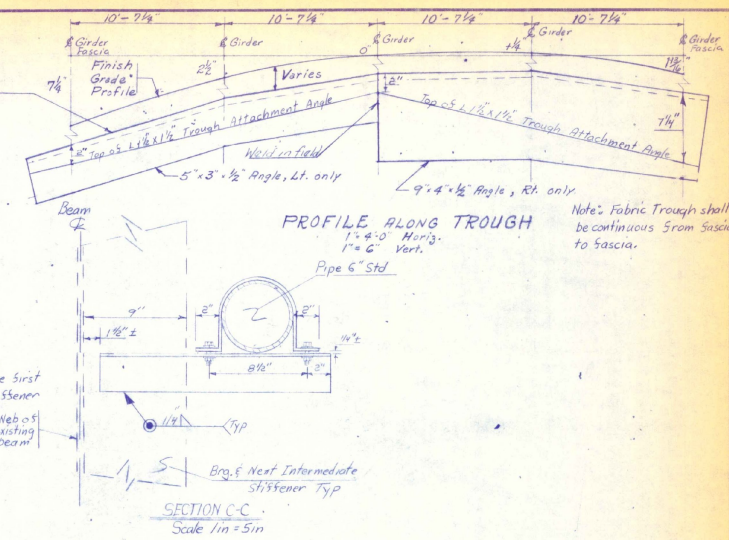 10'-7¼" 10'-7¼" 10'-7¼" 10'-7¼"
℄ Girder
Fascia
℄ Girder
℄ Girder
℄ Girder
℄ Girder
Fascia
7¼"
2½"
0"
+¼"
Finish
Grade
Profile
Varies
2"
2"
7¼"
Top of L 1½"x1½" Trough Attachment Angle
Top of L 1½"x1½" Trough Attachment Angle
Weld in field
5"x3"x½" Angle, Lt. only
9"x4"x½" Angle, Rt. only
PROFILE ALONG TROUGH
1"=4'-0" Horiz.
1"=6" Vert.
Note: Fabric Trough shall
be continuous from fascia
to fascia.
Beam
℄
Pipe 6" Std
9"
2"
2"
1½"±
¼"±
8½"
2"
e first
ffener
Web of
xisting
beam
1/4
Typ
Brg. & Next Intermediate
Stiffener Typ
SECTION C-C
Scale 1in = 5in